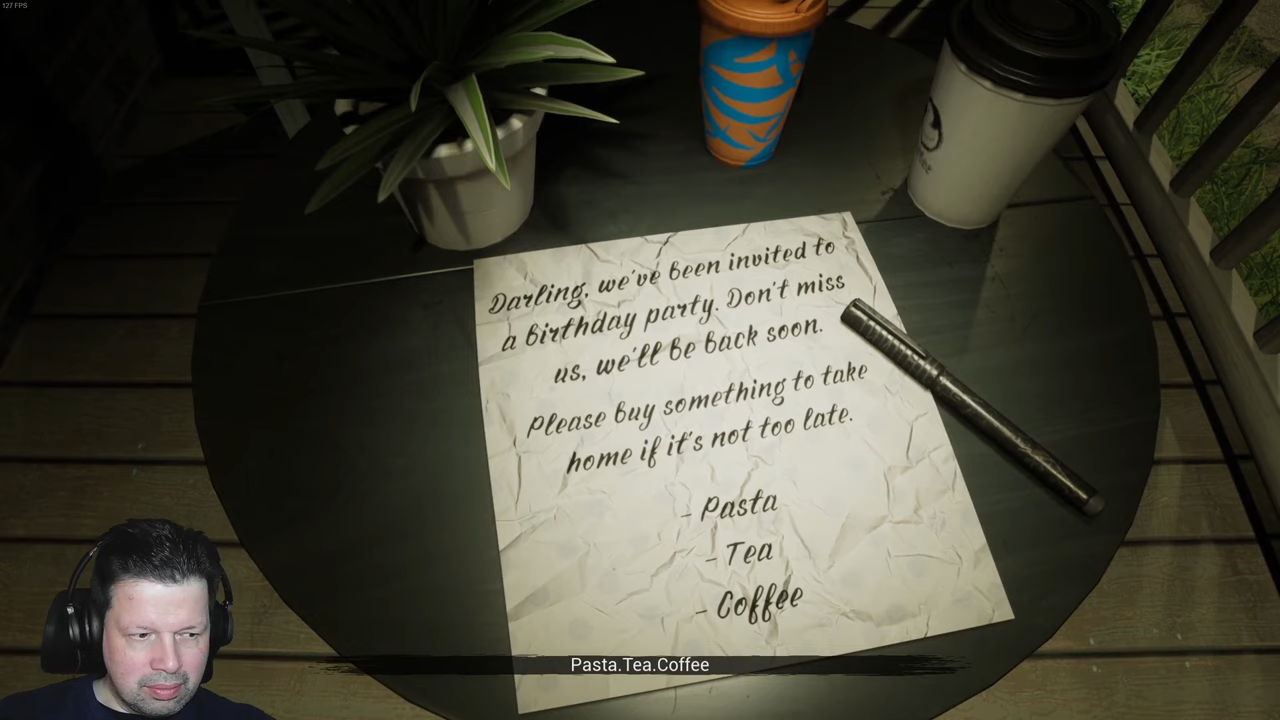 127 FPS
Darling, we've been invited to
a birthday party. Don't miss
us, we'll be back soon.
Please buy something to take
home if it's not too late.
- Pasta
- Tea
- Coffee
Pasta.Tea.Coffee